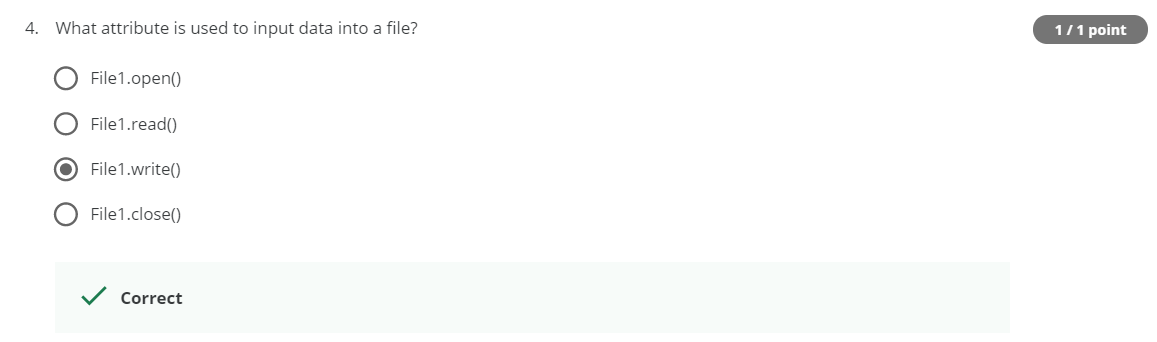 4. What attribute is used to input data into a file?
1 / 1 point
File1.open()
File1.read()
File1.write()
File1.close()
Correct